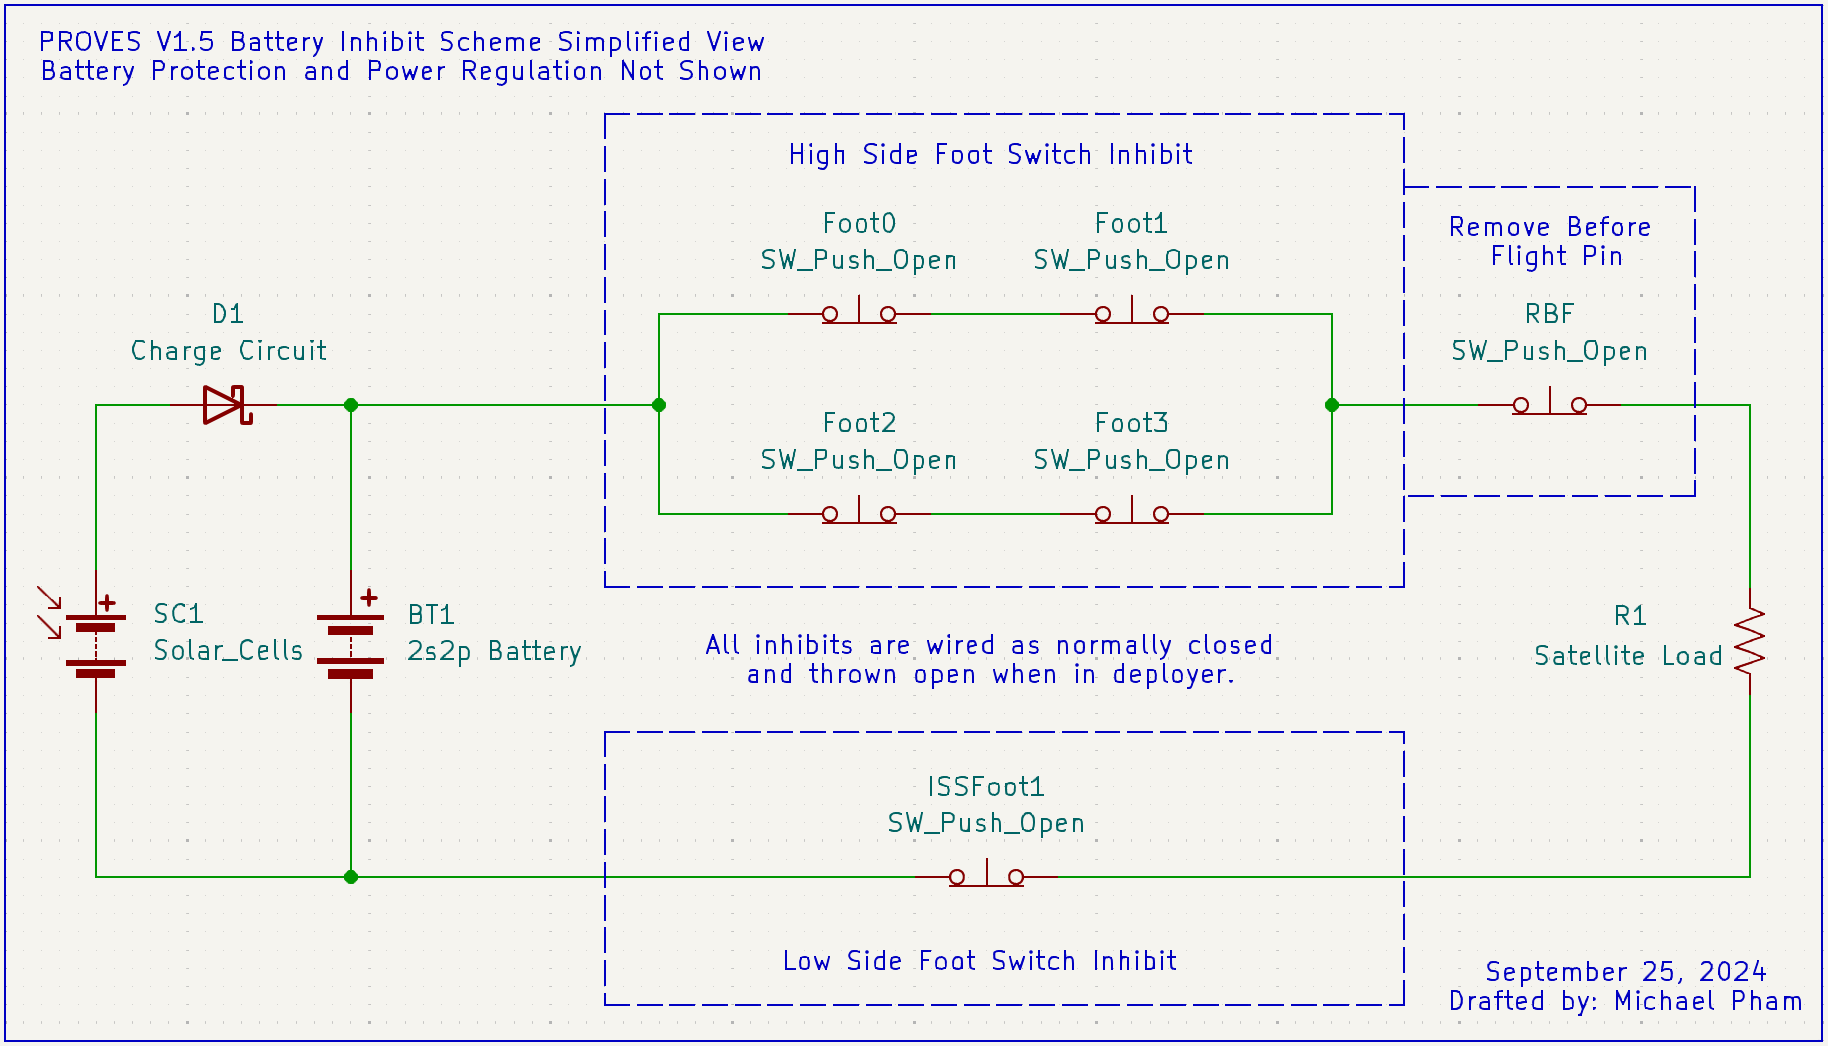 PROVES V1.5 Battery Inhibit Scheme Simplified View
Battery Protection and Power Regulation Not Shown
High Side Foot Switch Inhibit
Foot0
SW_Push_Open
Foot1
SW_Push_Open
Remove Before
Flight Pin
RBF
SW_Push_Open
D1
Charge Circuit
Foot2
SW_Push_Open
Foot3
SW_Push_Open
+
SC1
Solar_Cells
+
BT1
2s2p Battery
All inhibits are wired as normally closed
and thrown open when in deployer.
R1
Satellite Load
ISSFoot1
SW_Push_Open
Low Side Foot Switch Inhibit
September 25, 2024
Drafted by: Michael Pham